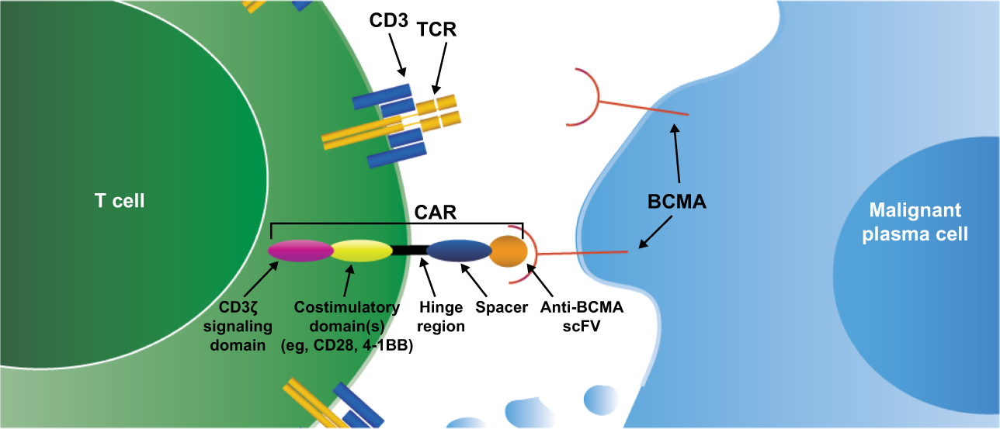 CD3
TCR
T cell
CAR
BCMA
Malignant
plasma cell
CD3ζ
signaling
domain
Costimulatory
domain(s)
(eg, CD28, 4-1BB)
Hinge
region
Spacer
Anti-BCMA
scFV